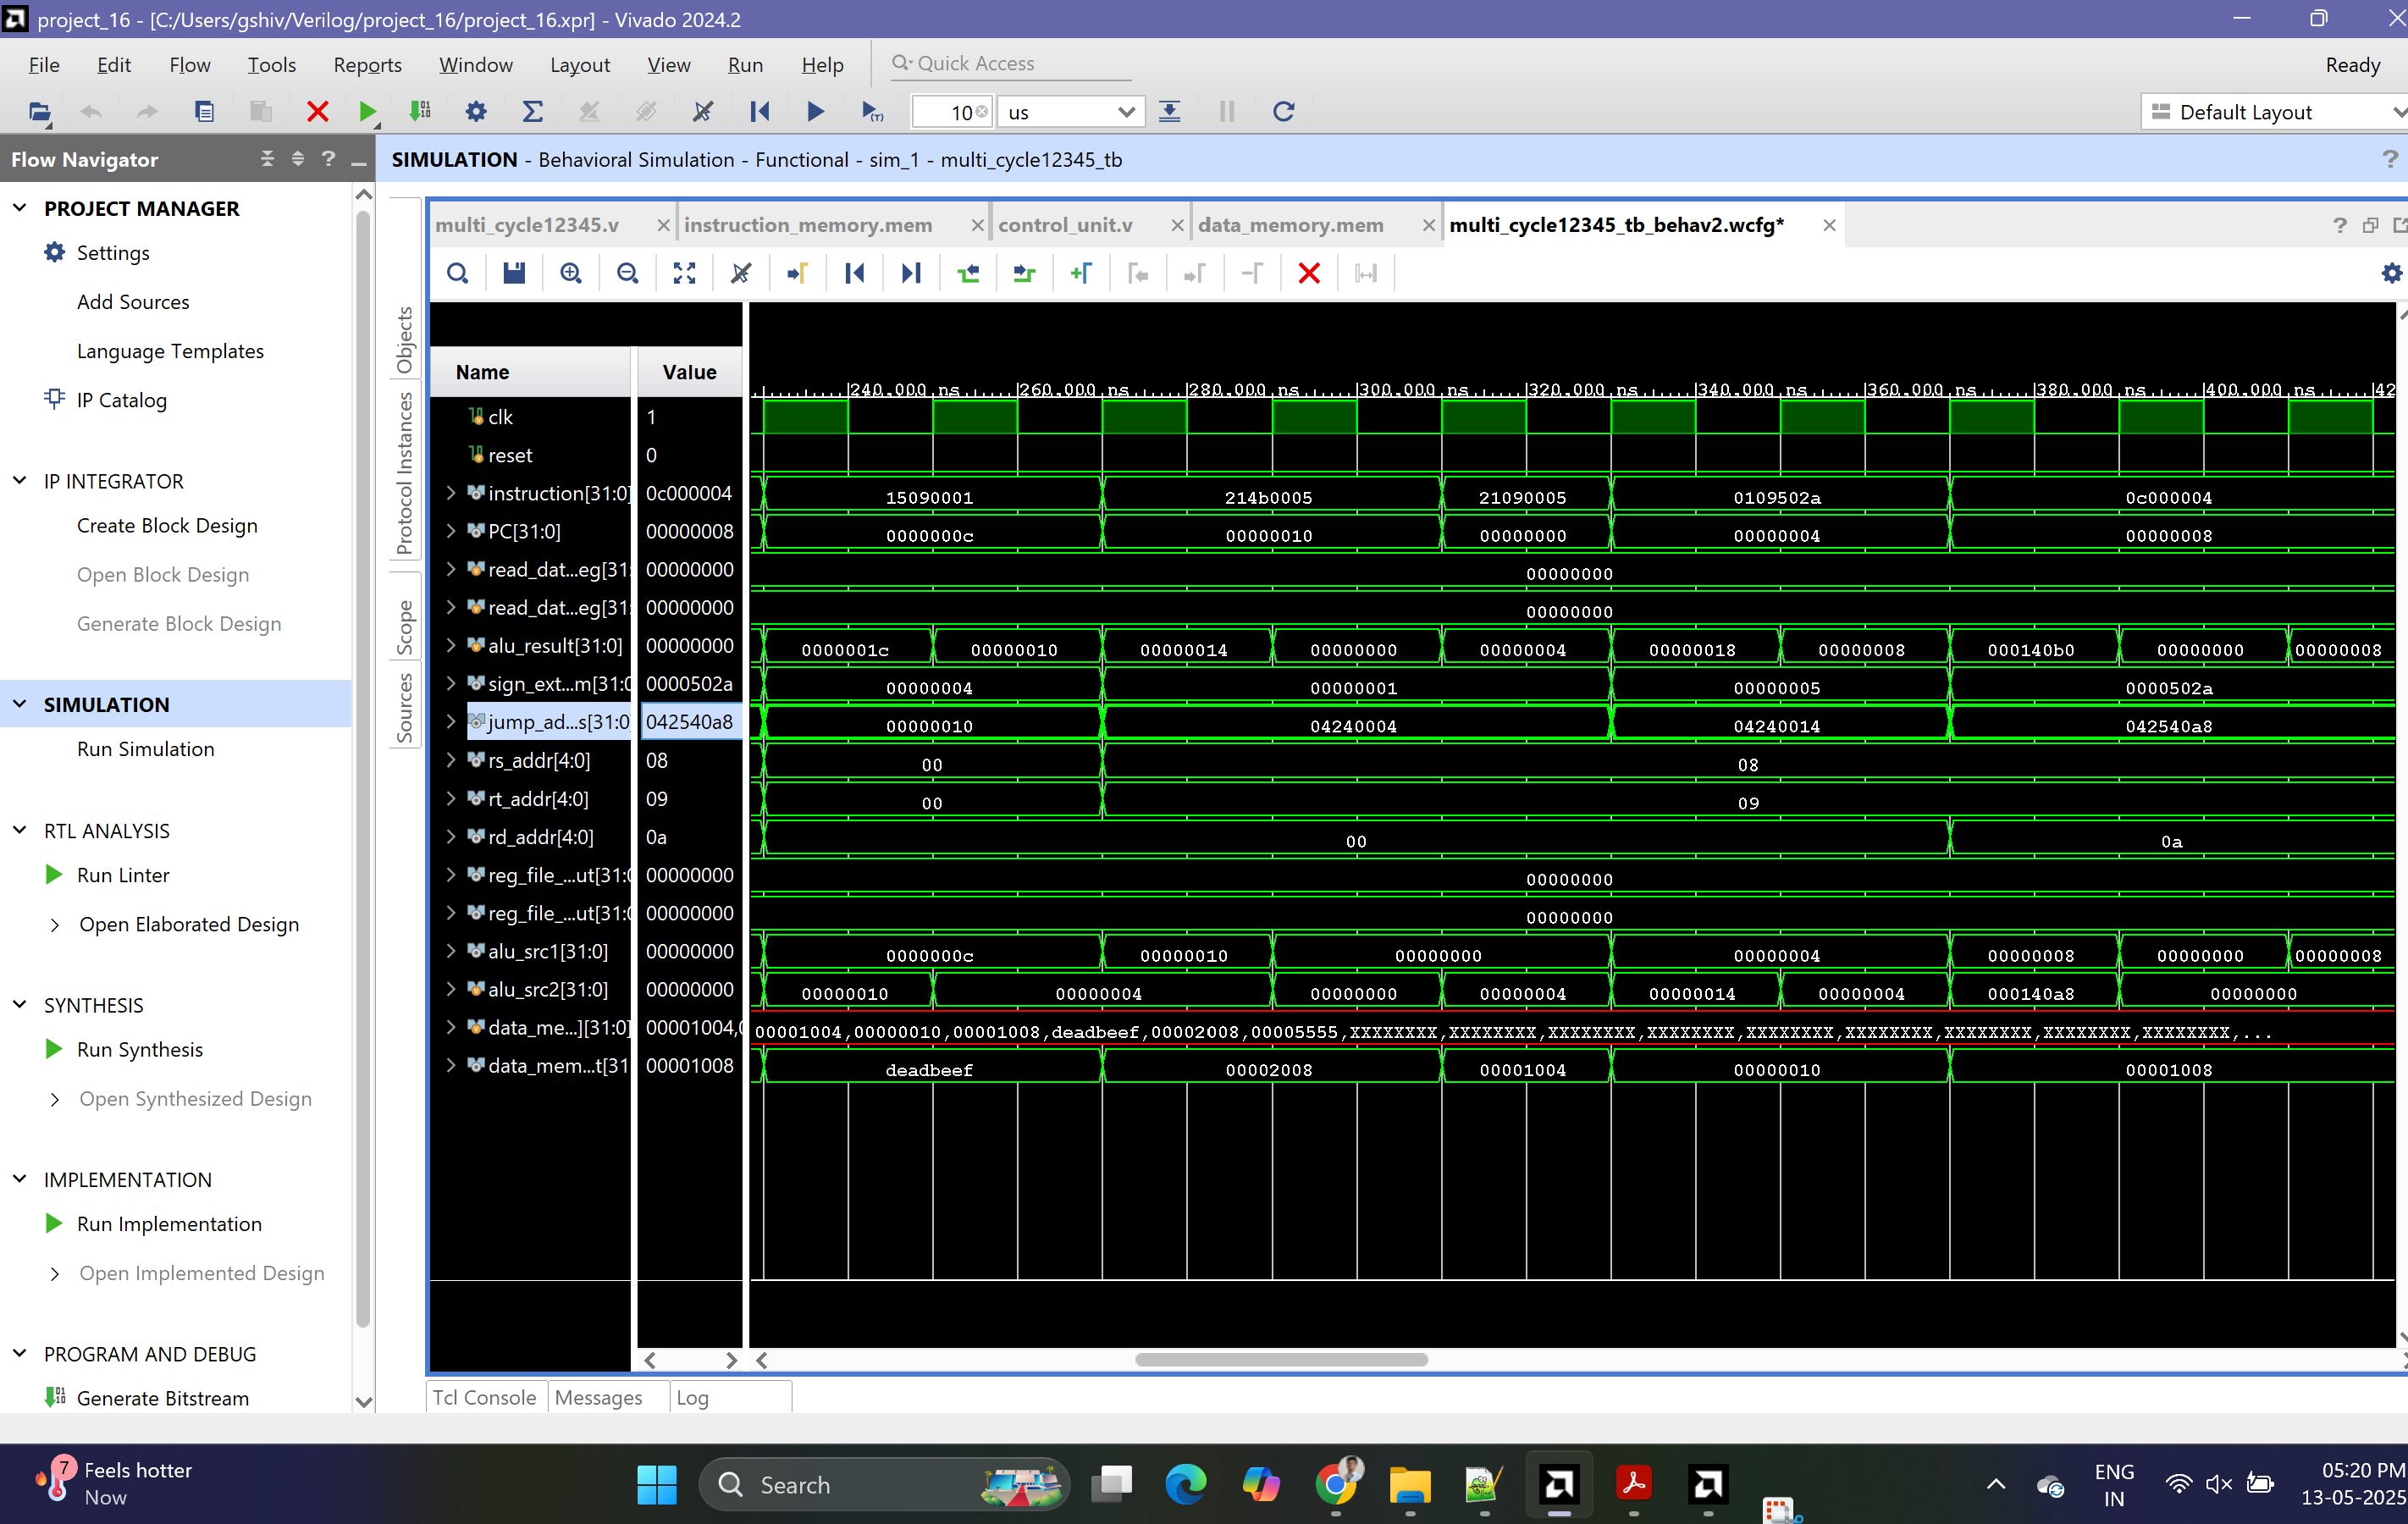 project_16 - [C:/Users/gshiv/Verilog/project_16/project_16.xpr] - Vivado 2024.2
File Edit Flow Tools Reports Window Layout View Run Help Quick Access Ready
10 us Default Layout
Flow Navigator
SIMULATION - Behavioral Simulation - Functional - sim_1 - multi_cycle12345_tb
PROJECT MANAGER
Settings
Add Sources
Language Templates
IP Catalog
IP INTEGRATOR
Create Block Design
Open Block Design
Generate Block Design
SIMULATION
Run Simulation
RTL ANALYSIS
Run Linter
Open Elaborated Design
SYNTHESIS
Run Synthesis
Open Synthesized Design
IMPLEMENTATION
Run Implementation
Open Implemented Design
PROGRAM AND DEBUG
Generate Bitstream
Objects
Protocol Instances
Scope
Sources
multi_cycle12345.v instruction_memory.mem control_unit.v data_memory.mem multi_cycle12345_tb_behav2.wcfg*
Name Value
240.000 ns 260.000 ns 280.000 ns 300.000 ns 320.000 ns 340.000 ns 360.000 ns 380.000 ns 400.000 ns 42
clk 1
reset 0
instruction[31:0] 0c000004 15090001 214b0005 21090005 0109502a 0c000004
PC[31:0] 00000008 0000000c 00000010 00000000 00000004 00000008
read_dat...eg[31: 00000000 00000000
read_dat...eg[31: 00000000 00000000
alu_result[31:0] 00000000 0000001c 00000010 00000014 00000000 00000004 00000018 00000008 000140b0 00000000 00000008
sign_ext...m[31:0 0000502a 00000004 00000001 00000005 0000502a
jump_ad...s[31:0 042540a8 00000010 04240004 04240014 042540a8
rs_addr[4:0] 08 00 08
rt_addr[4:0] 09 00 09
rd_addr[4:0] 0a 00 0a
reg_file_...ut[31:0 00000000 00000000
reg_file_...ut[31:0 00000000 00000000
alu_src1[31:0] 00000000 0000000c 00000010 00000000 00000004 00000008 00000000 00000008
alu_src2[31:0] 00000000 00000010 00000004 00000000 00000004 00000014 00000004 000140a8 00000000
data_me...][31:0] 00001004,0 00001004,00000010,00001008,deadbeef,00002008,00005555,XXXXXXXX,XXXXXXXX,XXXXXXXX,XXXXXXXX,XXXXXXXX,XXXXXXXX,XXXXXXXX,XXXXXXXX,XXXXXXXX,...
data_mem...t[31 00001008 deadbeef 00002008 00001004 00000010 00001008
Tcl Console Messages Log
7 Feels hotter
Now
Search
ENG
IN
05:20 PM
13-05-2025